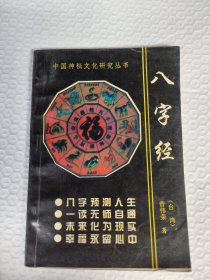 中国神秘文化研究丛书
八字经
福
(台湾)
著
●八字预测人生
●一读无师自通
●未来化为现实
●幸福永留心中